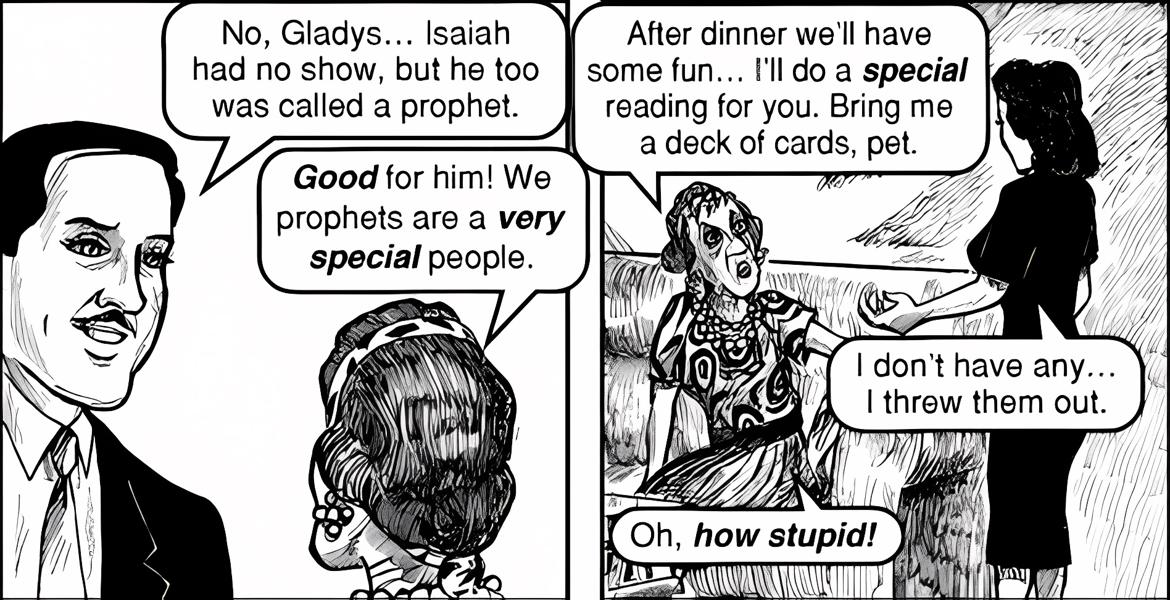 No, Gladys... Isaiah
had no show, but he too
was called a prophet.
Good for him! We
prophets are a very
special people.
After dinner we'll have
some fun... I'll do a special
reading for you. Bring me
a deck of cards, pet.
I don't have any...
I threw them out.
Oh, how stupid!